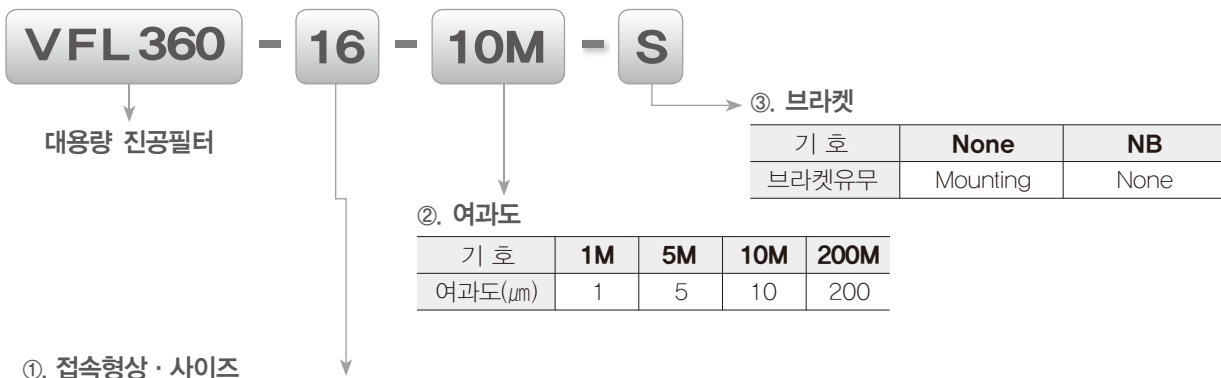 VFL360 - 16 - 10M - S
대용량 진공필터
③. 브라켓
기 호 None NB
브라켓유무 Mounting None
②. 여과도
기 호 1M 5M 10M 200M
여과도(㎛) 1 5 10 200
①. 접속형상 · 사이즈